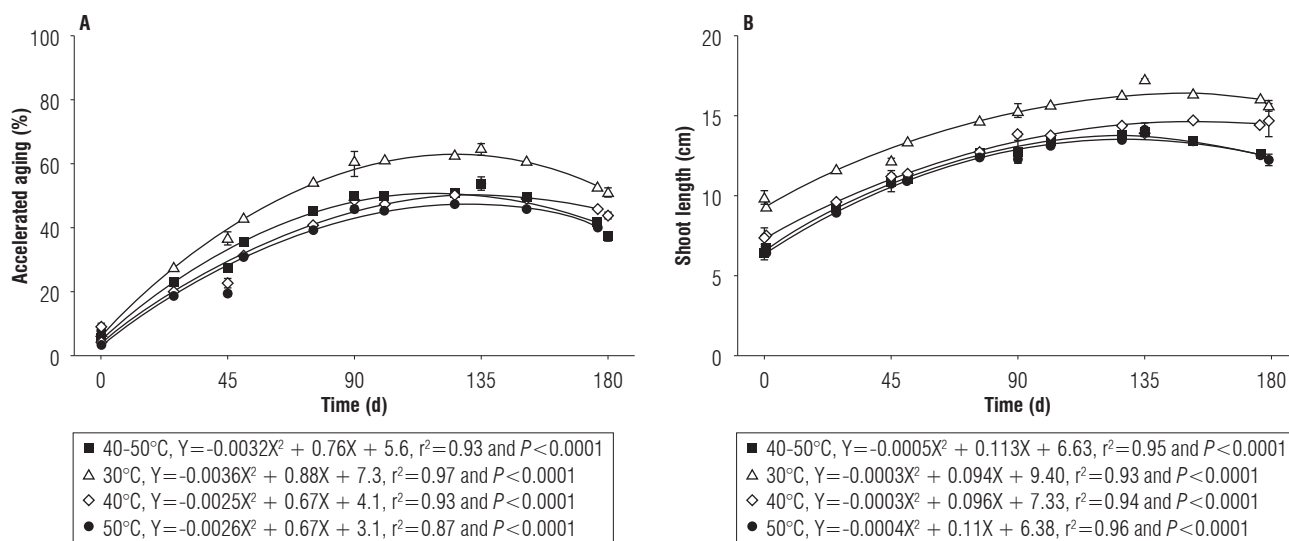 A
Accelerated aging (%)
100
80
60
40
20
0
0 45 90 135 180
Time (d)
■ 40-50°C, Y=-0.0032X² + 0.76X + 5.6, r²=0.93 and P<0.0001
△ 30°C, Y=-0.0036X² + 0.88X + 7.3, r²=0.97 and P<0.0001
◇ 40°C, Y=-0.0025X² + 0.67X + 4.1, r²=0.93 and P<0.0001
● 50°C, Y=-0.0026X² + 0.67X + 3.1, r²=0.87 and P<0.0001
B
Shoot length (cm)
20
15
10
5
0
0 45 90 135 180
Time (d)
■ 40-50°C, Y=-0.0005X² + 0.113X + 6.63, r²=0.95 and P<0.0001
△ 30°C, Y=-0.0003X² + 0.094X + 9.40, r²=0.93 and P<0.0001
◇ 40°C, Y=-0.0003X² + 0.096X + 7.33, r²=0.94 and P<0.0001
● 50°C, Y=-0.0004X² + 0.11X + 6.38, r²=0.96 and P<0.0001